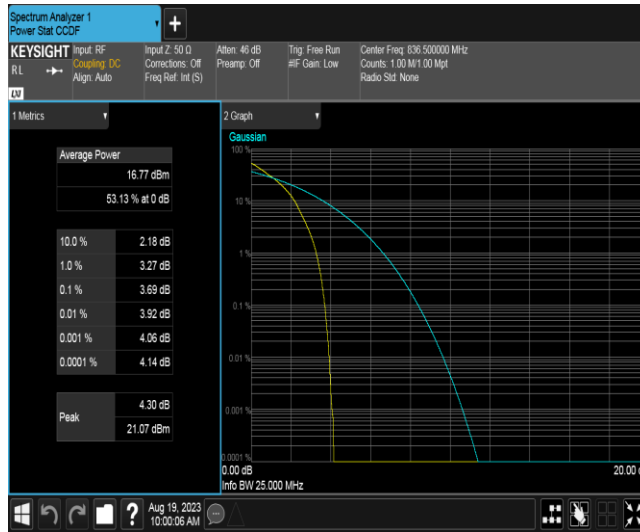 Spectrum Analyzer 1
Power Stat CCDF
KEYSIGHT
RL
LXI
Input: RF
Coupling: DC
Align: Auto
Input Z: 50 Ω
Corrections: Off
Freq Ref: Int (S)
Atten: 46 dB
Preamp: Off
Trig: Free Run
#IF Gain: Low
Center Freq: 836.500000 MHz
Counts: 1.00 M/1.00 Mpt
Radio Std: None
1 Metrics
Average Power
16.77 dBm
53.13 % at 0 dB
10.0 % 2.18 dB
1.0 % 3.27 dB
0.1 % 3.69 dB
0.01 % 3.92 dB
0.001 % 4.06 dB
0.0001 % 4.14 dB
Peak
4.30 dB
21.07 dBm
2 Graph
Gaussian
100 %
10 %
1 %
0.1 %
0.01 %
0.001 %
0.0001 %
0.00 dB
20.00
Info BW 25.000 MHz
?
Aug 19, 2023
10:00:06 AM